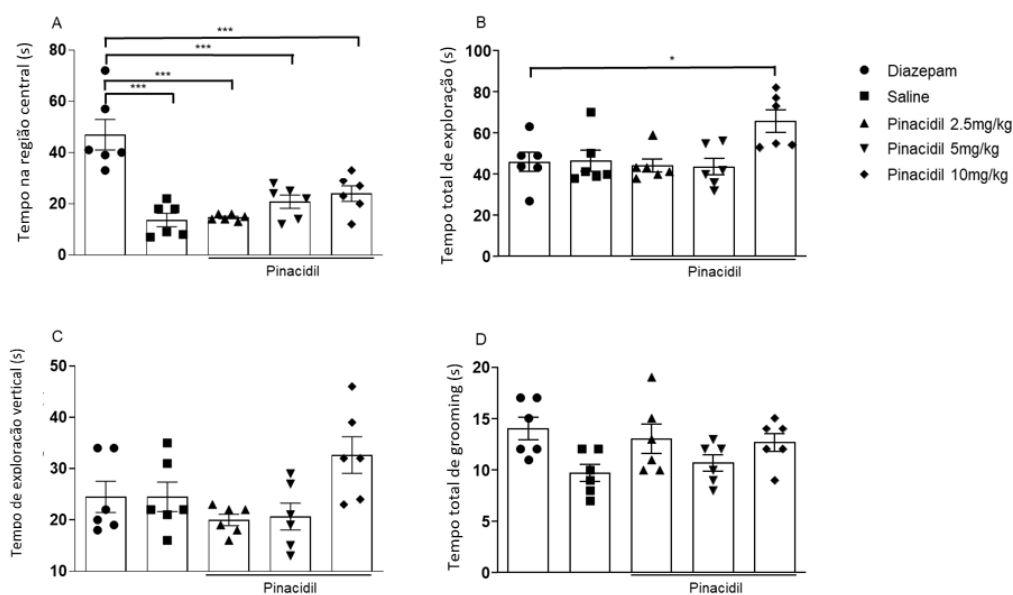 A
Tempo na região central (s)
80
60
40
20
0
***
***
***
***
Pinacidil
B
Tempo total de exploração (s)
100
80
60
40
20
0
*
Pinacidil
Diazepam
Saline
Pinacidil 2.5mg/kg
Pinacidil 5mg/kg
Pinacidil 10mg/kg
C
Tempo de exploração vertical (s)
50
40
30
20
10
Pinacidil
D
Tempo total de grooming (s)
20
15
10
5
0
Pinacidil